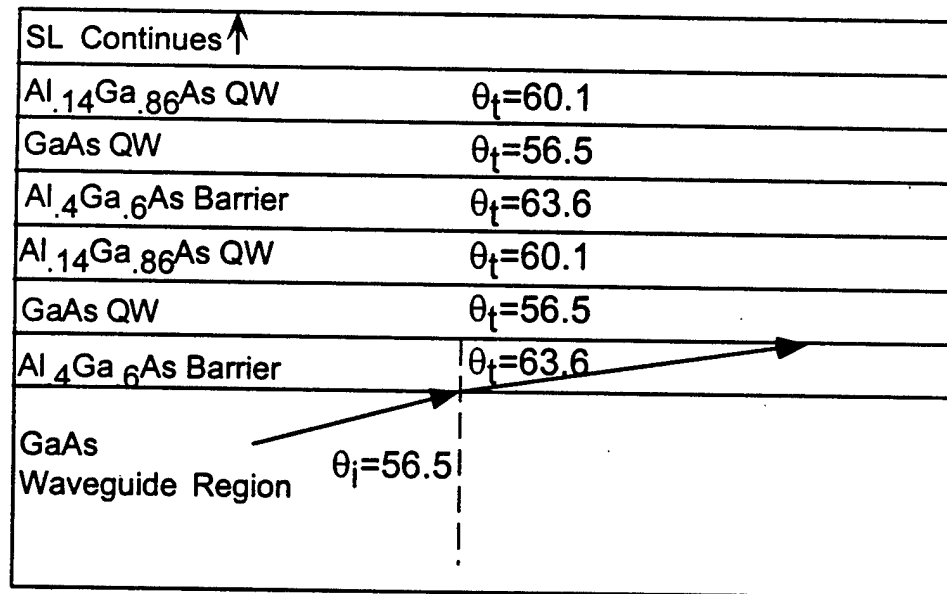 SL Continues
Al.14Ga.86As QW θt=60.1
GaAs QW θt=56.5
Al.4Ga.6As Barrier θt=63.6
Al.14Ga.86As QW θt=60.1
GaAs QW θt=56.5
Al.4Ga.6As Barrier θt=63.6
GaAs
Waveguide Region θi=56.5